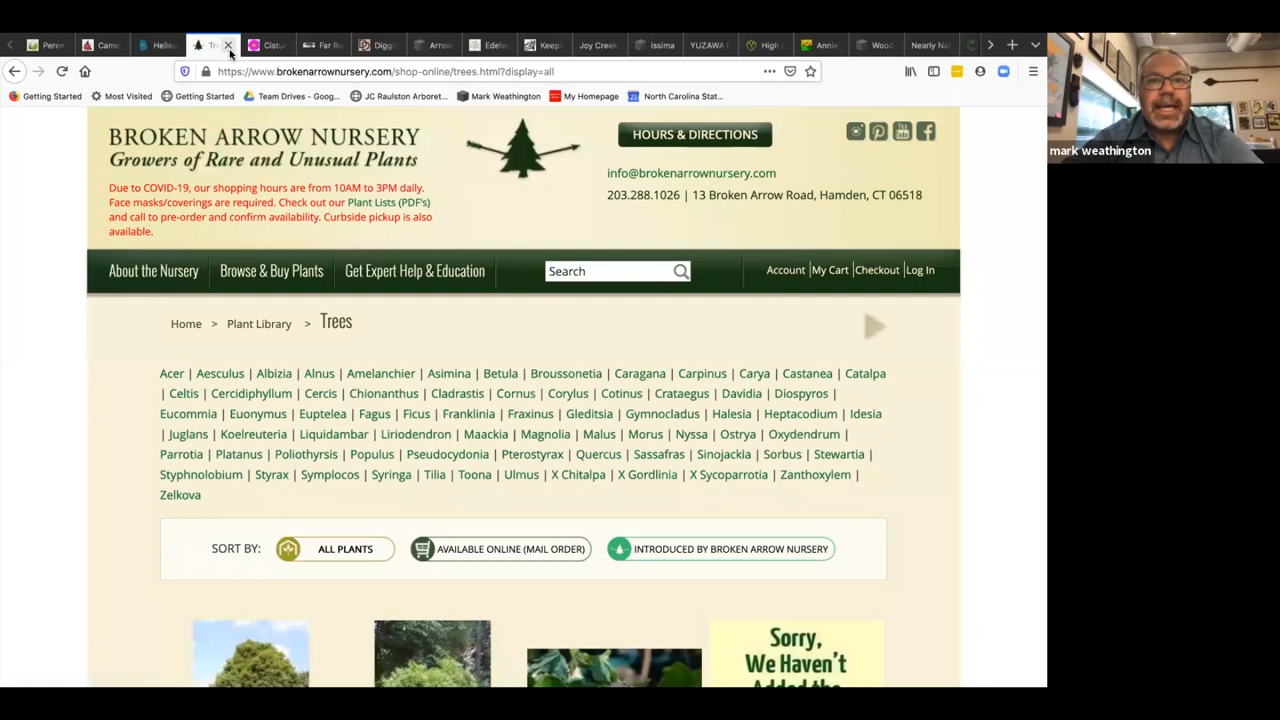 Peren
Came
Helleo
Tre
Cistu
Far R
Diggi
Arrow
Edelw
Keepi
Joy Creek
Issima
YUZAWA
High
Annie
Wood
Nearly Na
https://www.brokenarrownursery.com/shop-online/trees.html?display=all
Getting Started
Most Visited
Getting Started
Team Drives - Goog...
JC Raulston Arboret...
Mark Weathington
My Homepage
North Carolina Stat...
mark weathington
BROKEN ARROW NURSERY
Growers of Rare and Unusual Plants
Due to COVID-19, our shopping hours are from 10AM to 3PM daily.
Face masks/coverings are required. Check out our Plant Lists (PDF's)
and call to pre-order and confirm availability. Curbside pickup is also
available.
HOURS & DIRECTIONS
info@brokenarrownursery.com
203.288.1026 | 13 Broken Arrow Road, Hamden, CT 06518
About the Nursery
Browse & Buy Plants
Get Expert Help & Education
Search
Account | My Cart | Checkout | Log In
Home > Plant Library > Trees
Acer | Aesculus | Albizia | Alnus | Amelanchier | Asimina | Betula | Broussonetia | Caragana | Carpinus | Carya | Castanea | Catalpa
| Celtis | Cercidiphyllum | Cercis | Chionanthus | Cladrastis | Cornus | Corylus | Cotinus | Crataegus | Davidia | Diospyros |
Eucommia | Euonymus | Euptelea | Fagus | Ficus | Franklinia | Fraxinus | Gleditsia | Gymnocladus | Halesia | Heptacodium | Idesia
| Juglans | Koelreuteria | Liquidambar | Liriodendron | Maackia | Magnolia | Malus | Morus | Nyssa | Ostrya | Oxydendrum |
Parrotia | Platanus | Poliothyrsis | Populus | Pseudocydonia | Pterostyrax | Quercus | Sassafras | Sinojackla | Sorbus | Stewartia |
Styphnolobium | Styrax | Symplocos | Syringa | Tilia | Toona | Ulmus | X Chitalpa | X Gordlinia | X Sycoparrotia | Zanthoxylem |
Zelkova
SORT BY:
ALL PLANTS
AVAILABLE ONLINE (MAIL ORDER)
INTRODUCED BY BROKEN ARROW NURSERY
Sorry,
We Haven't
Added the